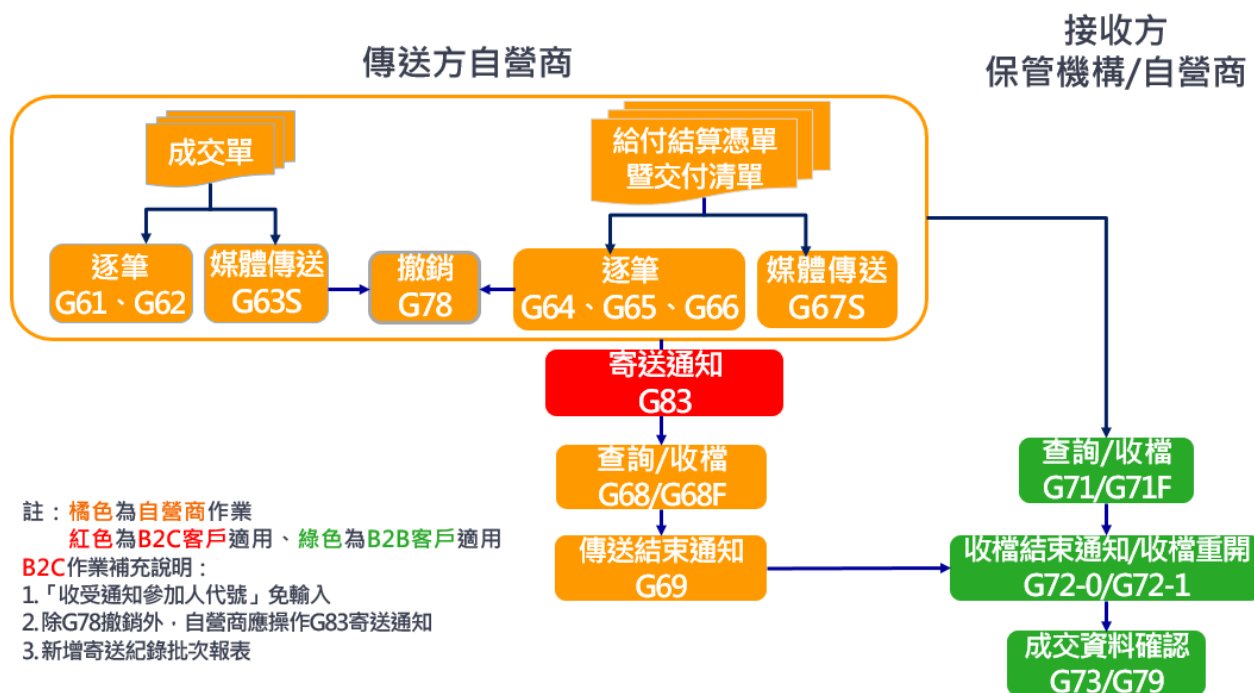 傳送方自營商
接收方
保管機構/自營商
成交單
給付結算憑單
暨交付清單
逐筆
G61、G62
媒體傳送
G63S
撤銷
G78
逐筆
G64、G65、G66
媒體傳送
G67S
寄送通知
G83
查詢/收檔
G68/G68F
傳送結束通知
G69
查詢/收檔
G71/G71F
收檔結束通知/收檔重開
G72-0/G72-1
成交資料確認
G73/G79
註：橘色為自營商作業
紅色為B2C客戶適用、綠色為B2B客戶適用
B2C作業補充說明：
1.「收受通知參加人代號」免輸入
2.除G78撤銷外，自營商應操作G83寄送通知
3.新增寄送紀錄批次報表